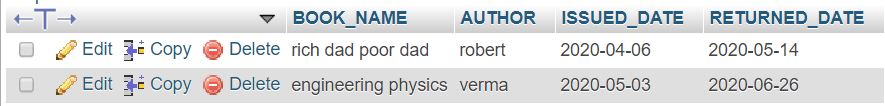 BOOK_NAME AUTHOR ISSUED_DATE RETURNED_DATE
Edit Copy Delete rich dad poor dad robert 2020-04-06 2020-05-14
Edit Copy Delete engineering physics verma 2020-05-03 2020-06-26